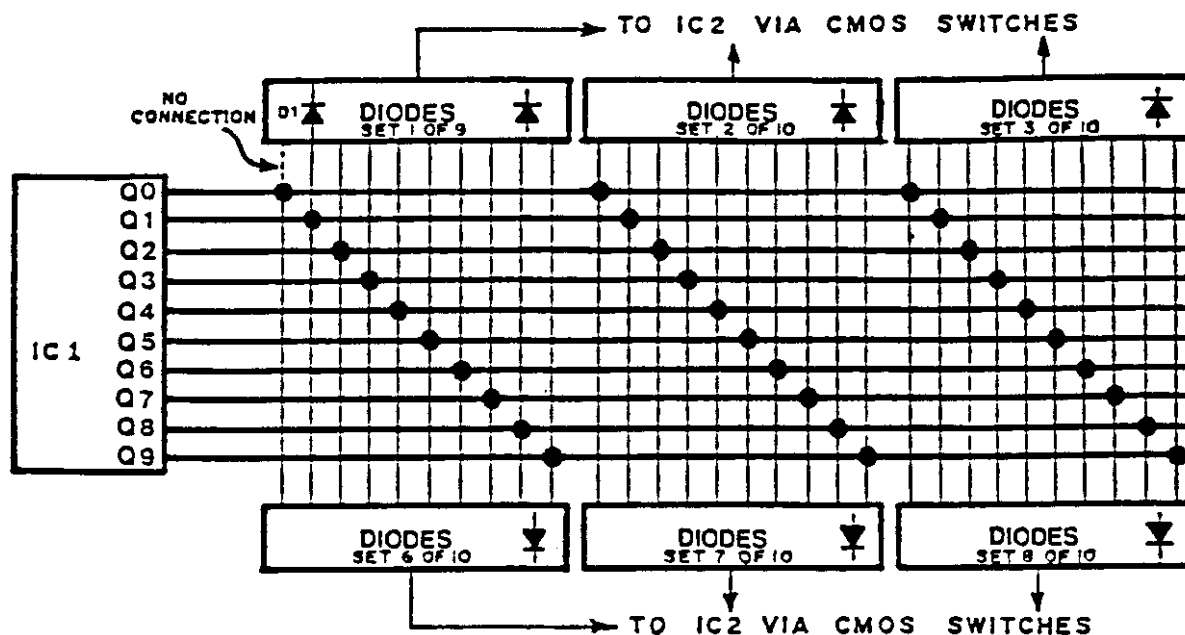 TO IC2 VIA CMOS SWITCHES
NO
CONNECTION
D1
DIODES
SET 1 OF 9
DIODES
SET 2 OF 10
DIODES
SET 3 OF 10
IC1
Q0
Q1
Q2
Q3
Q4
Q5
Q6
Q7
Q8
Q9
DIODES
SET 6 OF 10
DIODES
SET 7 OF 10
DIODES
SET 8 OF 10
TO IC2 VIA CMOS SWITCHES